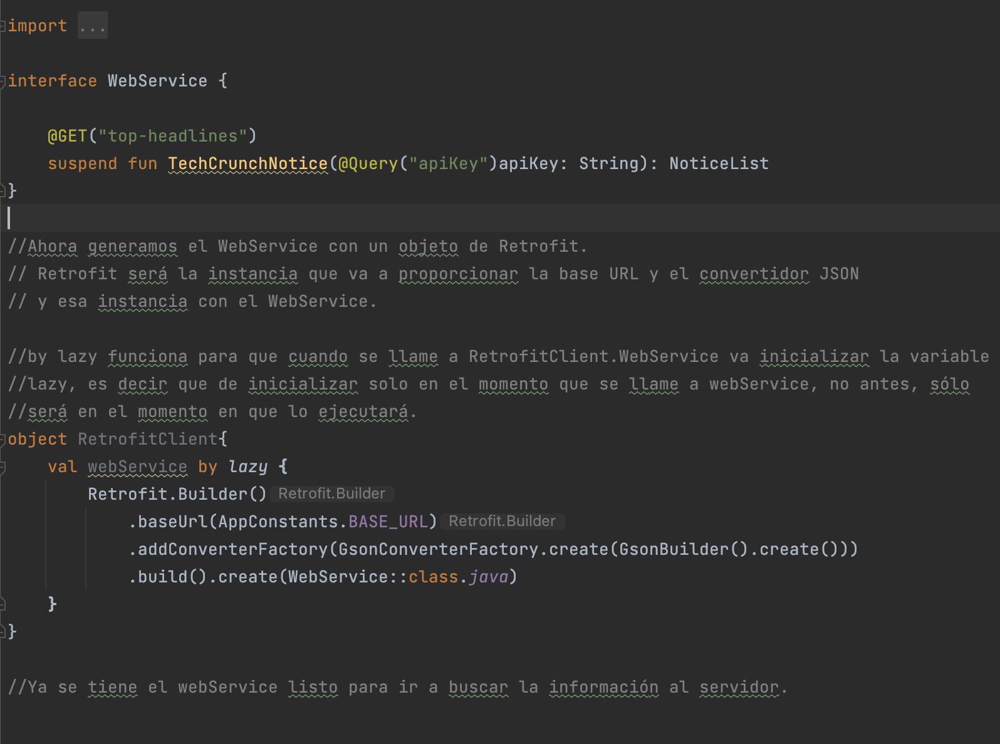 import ...
interface WebService {
@GET("top-headlines")
suspend fun TechCrunchNotice(@Query("apiKey")apiKey: String): NoticeList
}
//Ahora generamos el WebService con un objeto de Retrofit.
// Retrofit será la instancia que va a proporcionar la base URL y el convertidor JSON
// y esa instancia con el WebService.
//by lazy funciona para que cuando se llame a RetrofitClient.WebService va inicializar la variable
//lazy, es decir que de inicializar solo en el momento que se llame a webService, no antes, sólo
//será en el momento en que lo ejecutará.
object RetrofitClient{
val webService by lazy {
Retrofit.Builder() Retrofit.Builder
.baseUrl(AppConstants.BASE_URL) Retrofit.Builder
.addConverterFactory(GsonConverterFactory.create(GsonBuilder().create()))
.build().create(WebService::class.java)
}
}
//Ya se tiene el webService listo para ir a buscar la información al servidor.